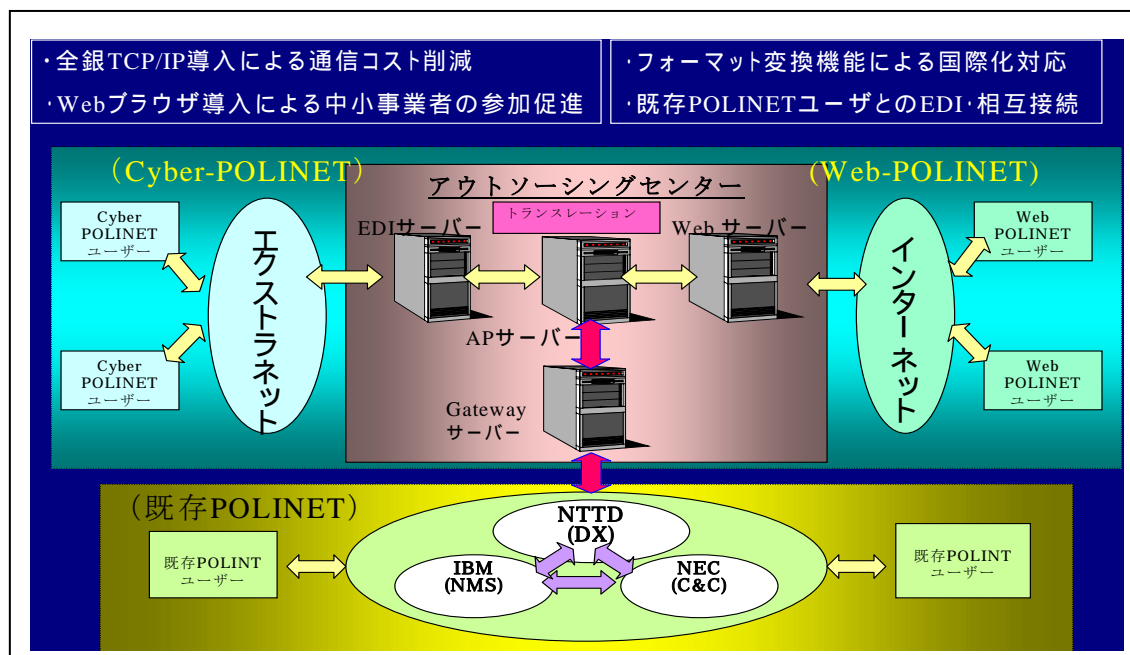 ・全銀TCP/IP導入による通信コスト削減
・Webブラウザ導入による中小事業者の参加促進
・フォーマット変換機能による国際化対応
・既存POLINETユーザとのEDI・相互接続
（Cyber-POLINET）
(Web-POLINET)
アウトソーシングセンター
トランスレーション
EDIサーバー
Web サーバー
Cyber
POLINET
ユーザー
エクストラネット
インターネット
Web
POLINET
ユーザー
APサーバー
Cyber
POLINET
ユーザー
Web
POLINET
ユーザー
Gateway
サーバー
（既存POLINET）
NTTD
(DX)
既存POLINT
ユーザー
IBM
(NMS)
NEC
(C&C)
既存POLINT
ユーザー